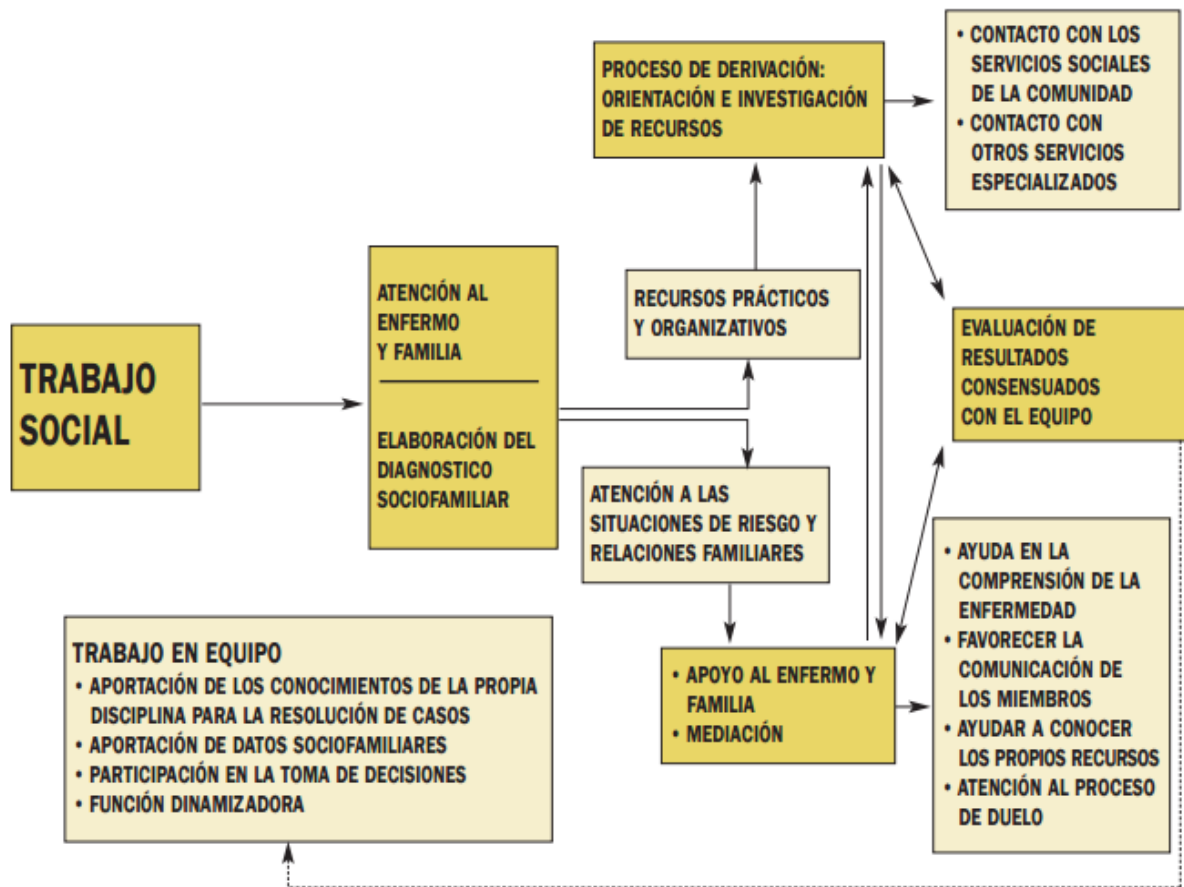 TRABAJO
SOCIAL
ATENCIÓN AL
ENFERMO
Y FAMILIA
ELABORACIÓN DEL
DIAGNOSTICO
SOCIOFAMILIAR
PROCESO DE DERIVACIÓN:
ORIENTACIÓN E INVESTIGACIÓN
DE RECURSOS
• CONTACTO CON LOS
SERVICIOS SOCIALES
DE LA COMUNIDAD
• CONTACTO CON
OTROS SERVICIOS
ESPECIALIZADOS
RECURSOS PRÁCTICOS
Y ORGANIZATIVOS
EVALUACIÓN DE
RESULTADOS
CONSENSUADOS
CON EL EQUIPO
ATENCIÓN A LAS
SITUACIONES DE RIESGO Y
RELACIONES FAMILIARES
• APOYO AL ENFERMO Y
FAMILIA
• MEDIACIÓN
• AYUDA EN LA
COMPRENSIÓN DE LA
ENFERMEDAD
• FAVORECER LA
COMUNICACIÓN DE
LOS MIEMBROS
• AYUDAR A CONOCER
LOS PROPIOS RECURSOS
• ATENCIÓN AL PROCESO
DE DUELO
TRABAJO EN EQUIPO
• APORTACIÓN DE LOS CONOCIMIENTOS DE LA PROPIA
DISCIPLINA PARA LA RESOLUCIÓN DE CASOS
• APORTACIÓN DE DATOS SOCIOFAMILIARES
• PARTICIPACIÓN EN LA TOMA DE DECISIONES
• FUNCIÓN DINAMIZADORA